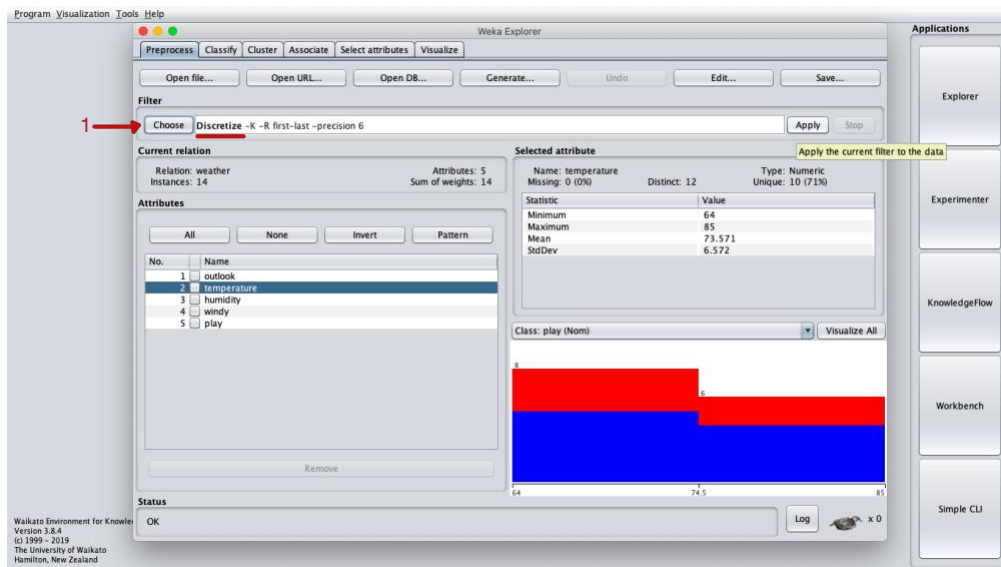 Program Visualization Tools Help
Weka Explorer
Applications
Preprocess Classify Cluster Associate Select attributes Visualize
Open file... Open URL... Open DB... Generate... Undo Edit... Save...
Filter
1 Choose Discretize -K -R first-last -precision 6 Apply Stop
Apply the current filter to the data
Current relation
Relation: weather Attributes: 5
Instances: 14 Sum of weights: 14
Attributes
All None Invert Pattern
No. Name
1 outlook
2 temperature
3 humidity
4 windy
5 play
Remove
Selected attribute
Name: temperature Type: Numeric
Missing: 0 (0%) Distinct: 12 Unique: 10 (71%)
Statistic Value
Minimum 64
Maximum 85
Mean 73.571
StdDev 6.572
Class: play (Nom) Visualize All
8
6
64 74.5 85
Status
OK
Log x 0
Explorer
Experimenter
KnowledgeFlow
Workbench
Simple CLI
Waikato Environment for Knowle
Version 3.8.4
(c) 1999 - 2019
The University of Waikato
Hamilton, New Zealand